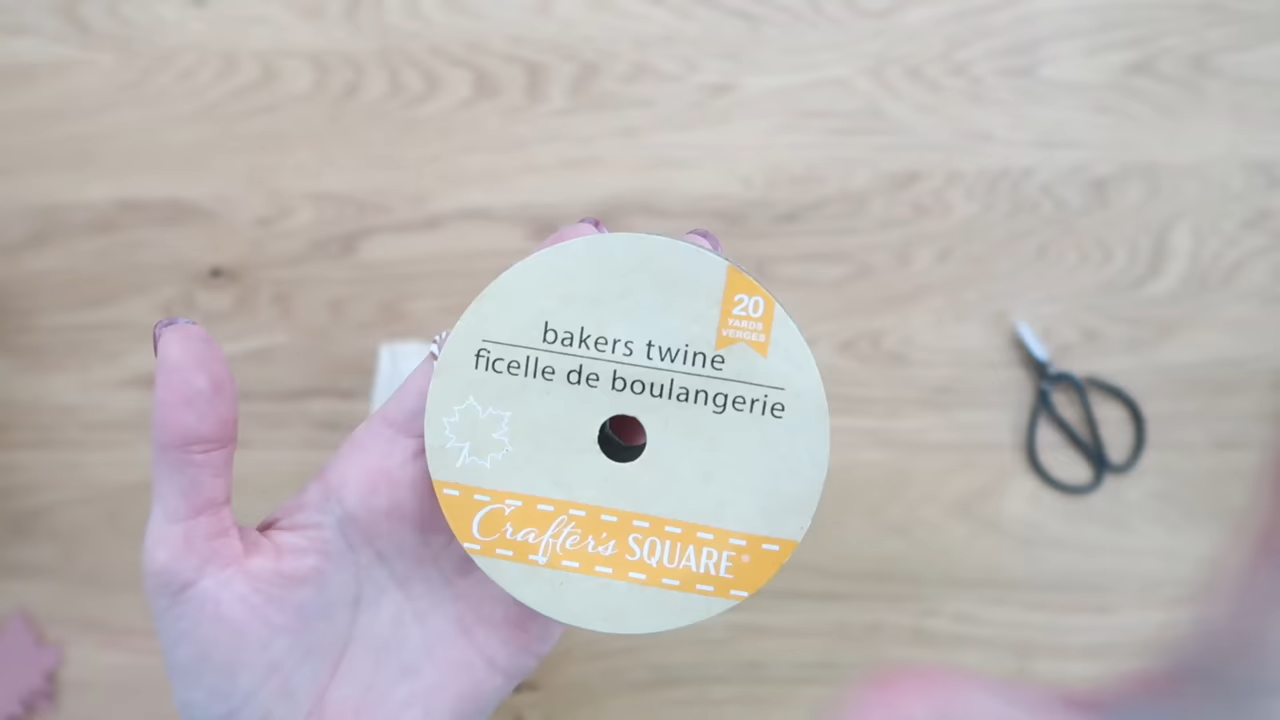 20
YARDS
VERGES
bakers twine
ficelle de boulangerie
Crafter's SQUARE